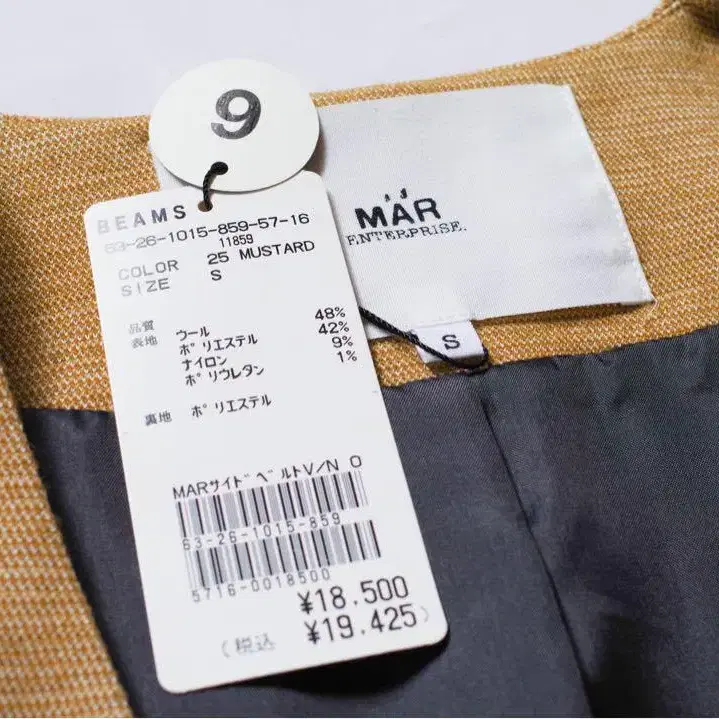 9
BEAMS
63-26-1015-859-57-16
11859
COLOR 25 MUSTARD
SIZE S
品質
表地 ウール 48%
ポリエステル 42%
ナイロン 9%
ポリウレタン 1%
裏地 ポリエステル
MARサイドベルトV/N O
63-26-1015-859
5716-0018500
¥18.500
(税込 ¥19.425)
MÄR
ENTERPRISE.
S